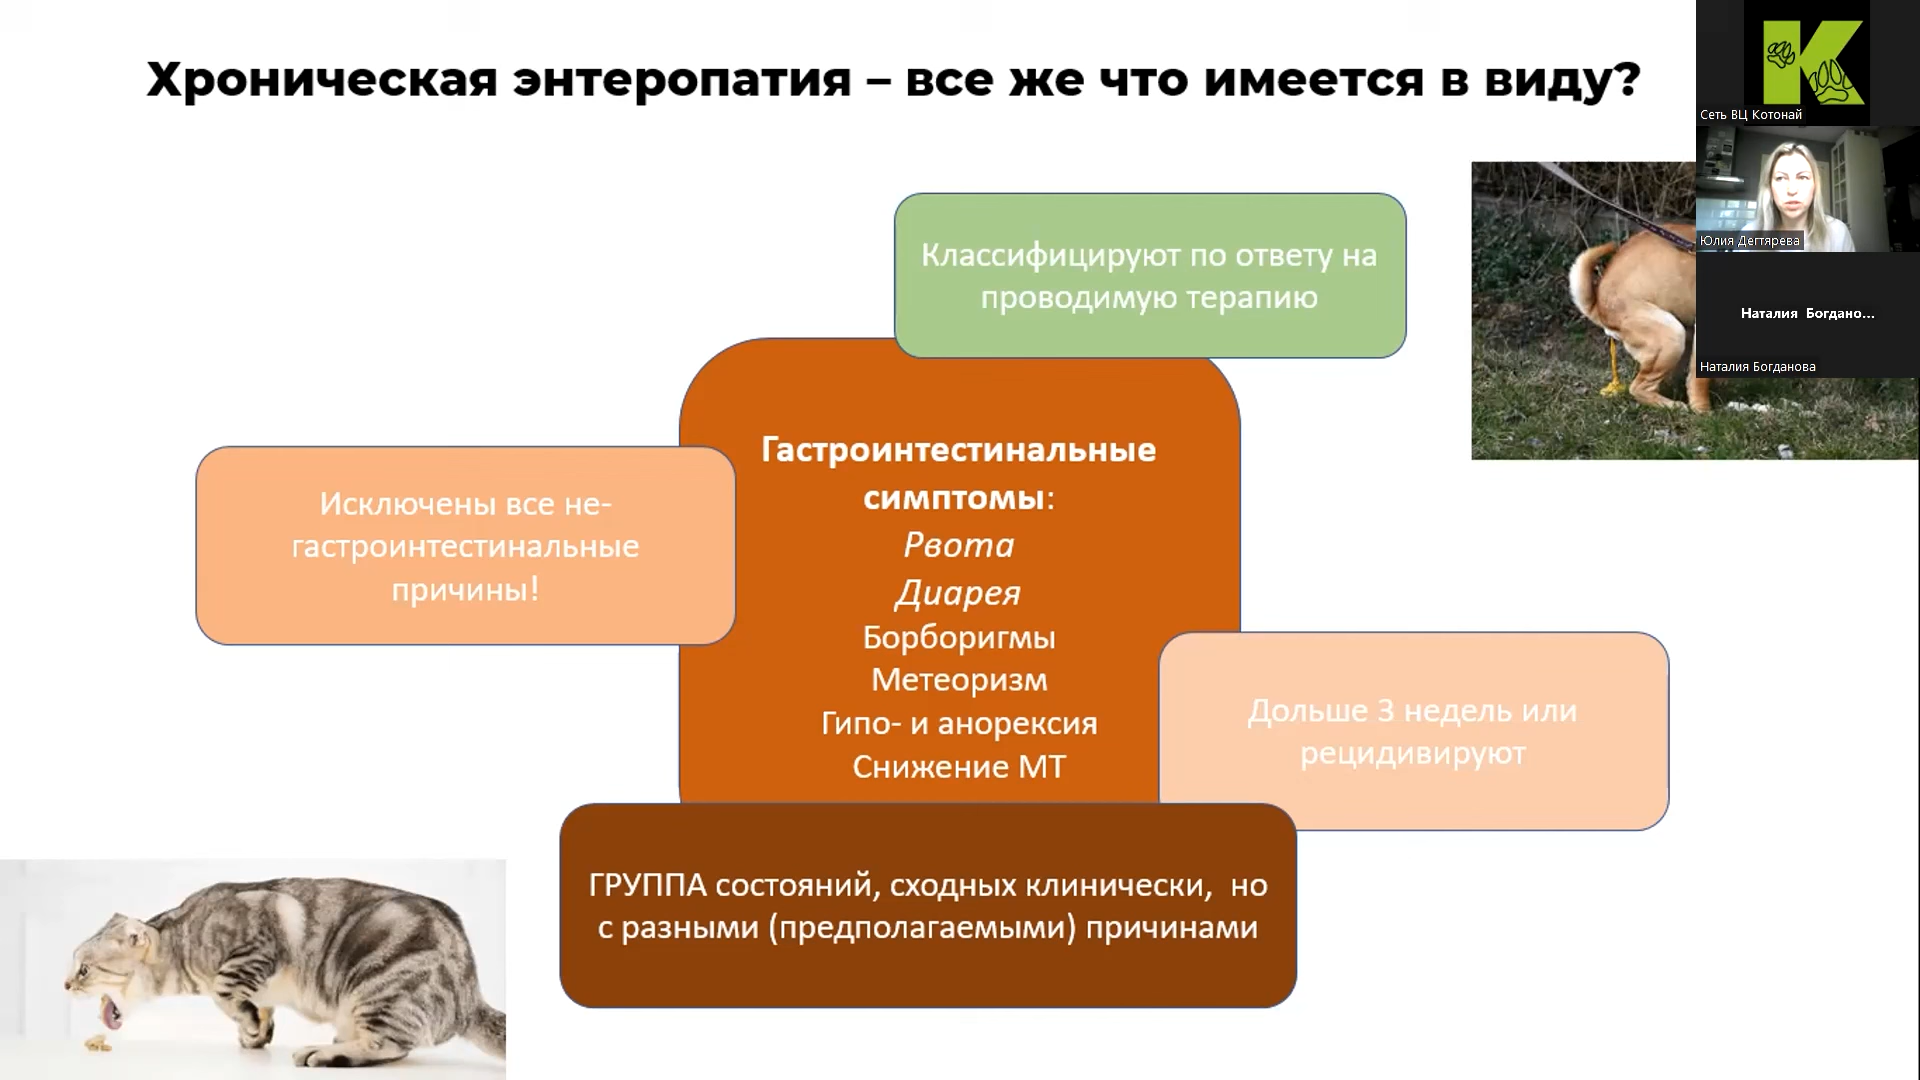 Хроническая энтеропатия – все же что имеется в виду?
Классифицируют по ответу на
проводимую терапию
Исключены все не-
гастроинтестинальные
причины!
Гастроинтестинальные
симптомы:
Рвота
Диарея
Борборигмы
Метеоризм
Гипо- и анорексия
Снижение МТ
Дольше 3 недель или
рецидивируют
ГРУППА состояний, сходных клинически,  но
с разными (предполагаемыми) причинами
K
Сеть ВЦ Котонай
Юлия Дегтярева
Наталия  Богдано...
Наталия Богданова